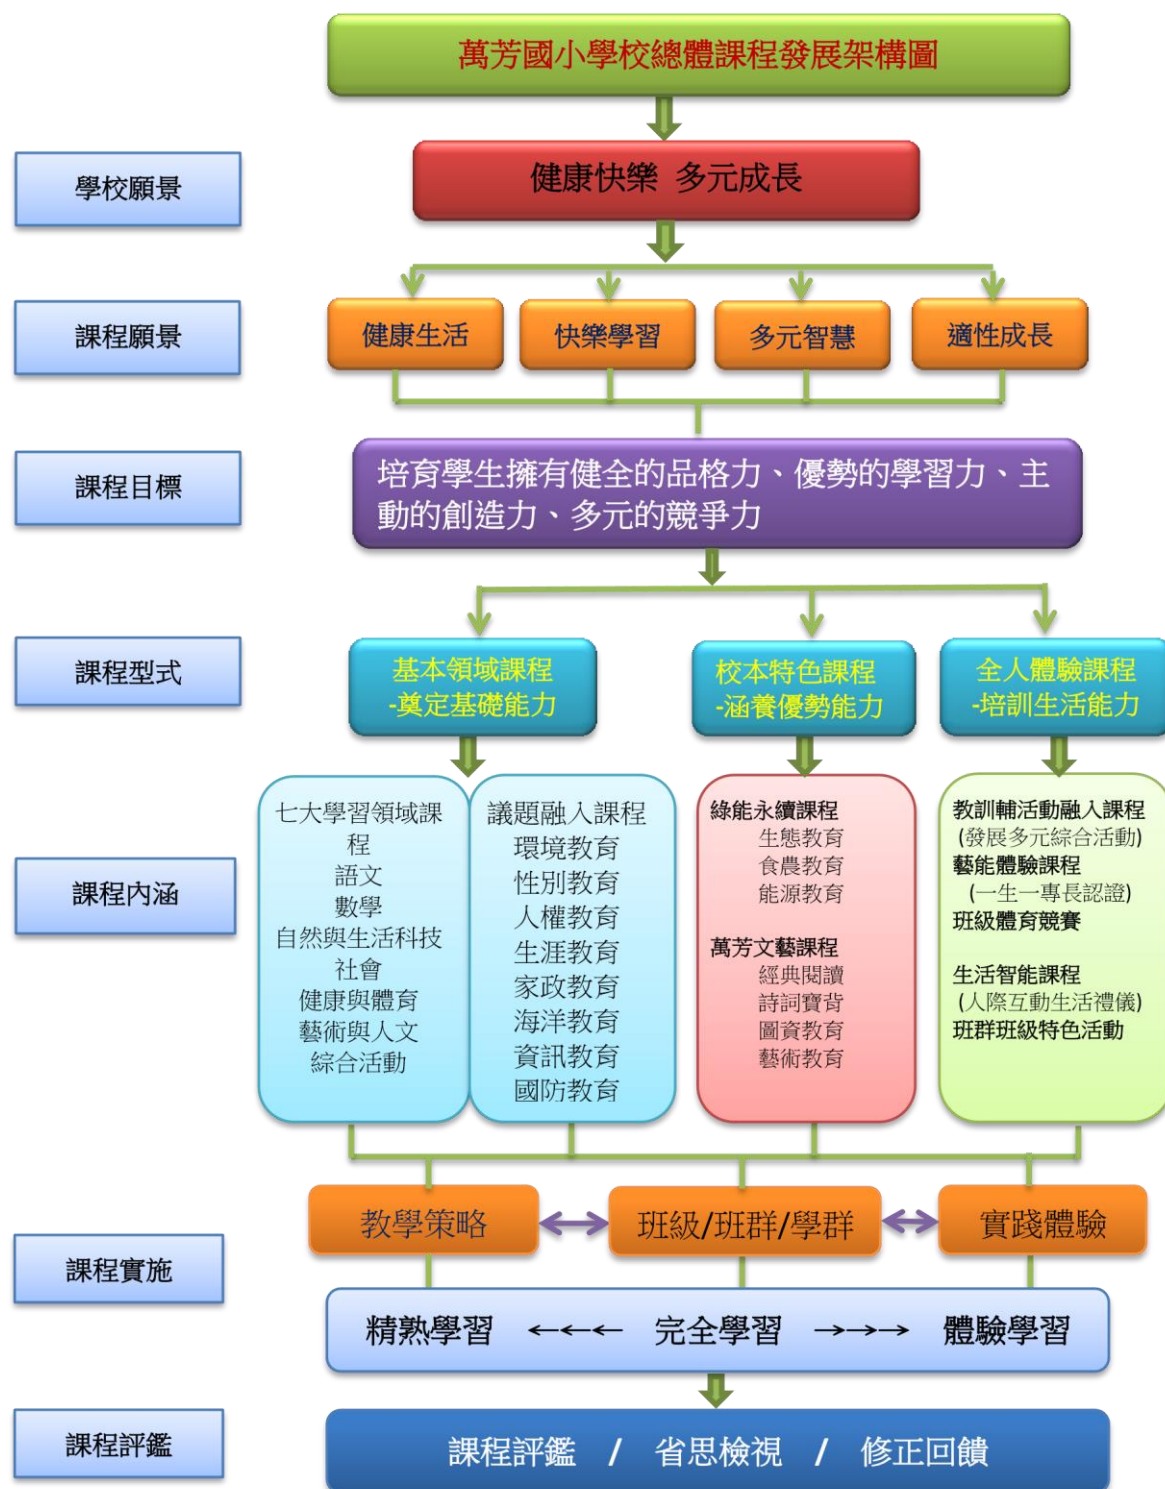 萬芳國小學校總體課程發展架構圖
學校願景
健康快樂 多元成長
課程願景
健康生活
快樂學習
多元智慧
適性成長
課程目標
培育學生擁有健全的品格力、優勢的學習力、主
動的創造力、多元的競爭力
課程型式
基本領域課程
-奠定基礎能力
校本特色課程
-涵養優勢能力
全人體驗課程
-培訓生活能力
課程內涵
七大學習領域課
程
語文
數學
自然與生活科技
社會
健康與體育
藝術與人文
綜合活動
議題融入課程
環境教育
性別教育
人權教育
生涯教育
家政教育
海洋教育
資訊教育
國防教育
綠能永續課程
生態教育
食農教育
能源教育
萬芳文藝課程
經典閱讀
詩詞寶背
圖資教育
藝術教育
教訓輔活動融入課程
(發展多元綜合活動)
藝能體驗課程
(一生一專長認證)
班級體育競賽
生活智能課程
(人際互動生活禮儀)
班群班級特色活動
課程實施
教學策略
班級/班群/學群
實踐體驗
精熟學習 ←←← 完全學習 →→→ 體驗學習
課程評鑑
課程評鑑 / 省思檢視 / 修正回饋